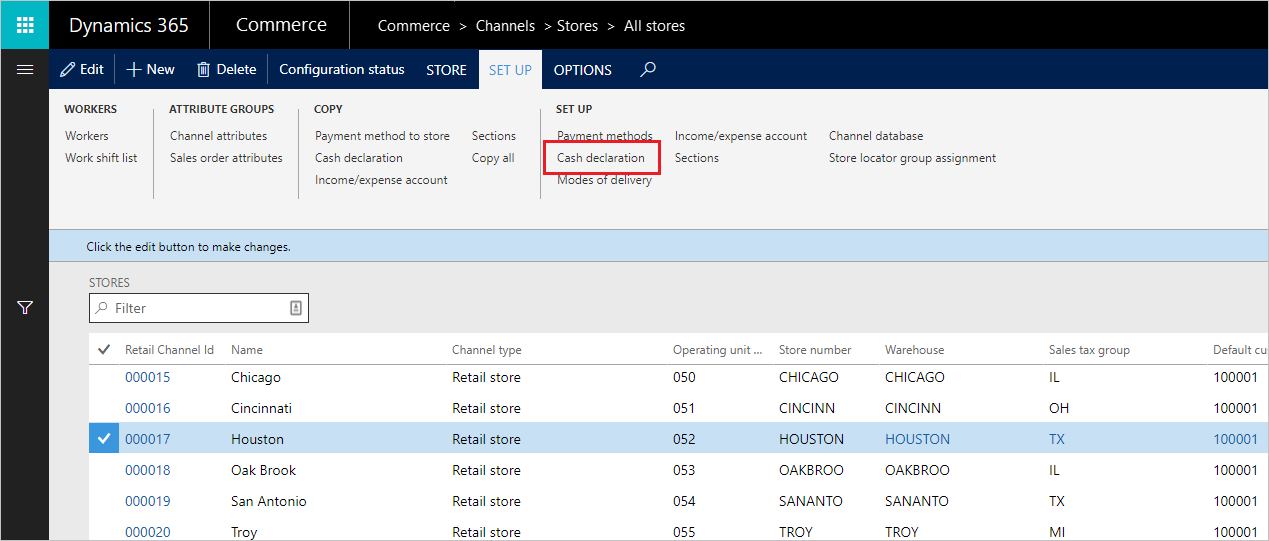 Dynamics 365 Commerce Commerce > Channels > Stores > All stores
Edit New Delete Configuration status STORE SET UP OPTIONS
WORKERS ATTRIBUTE GROUPS COPY SET UP
Workers Channel attributes Payment method to store Sections Payment methods Income/expense account Channel database
Work shift list Sales order attributes Cash declaration Copy all Cash declaration Sections Store locator group assignment
Income/expense account Modes of delivery
Click the edit button to make changes.
STORES
Filter
Retail Channel Id Name Channel type Operating unit ... Store number Warehouse Sales tax group Default cu
000015 Chicago Retail store 050 CHICAGO CHICAGO IL 100001
000016 Cincinnati Retail store 051 CINCINN CINCINN OH 100001
000017 Houston Retail store 052 HOUSTON HOUSTON TX 100001
000018 Oak Brook Retail store 053 OAKBROO OAKBROO IL 100001
000019 San Antonio Retail store 054 SANANTO SANANTO TX 100001
000020 Troy Retail store 055 TROY TROY MI 100001